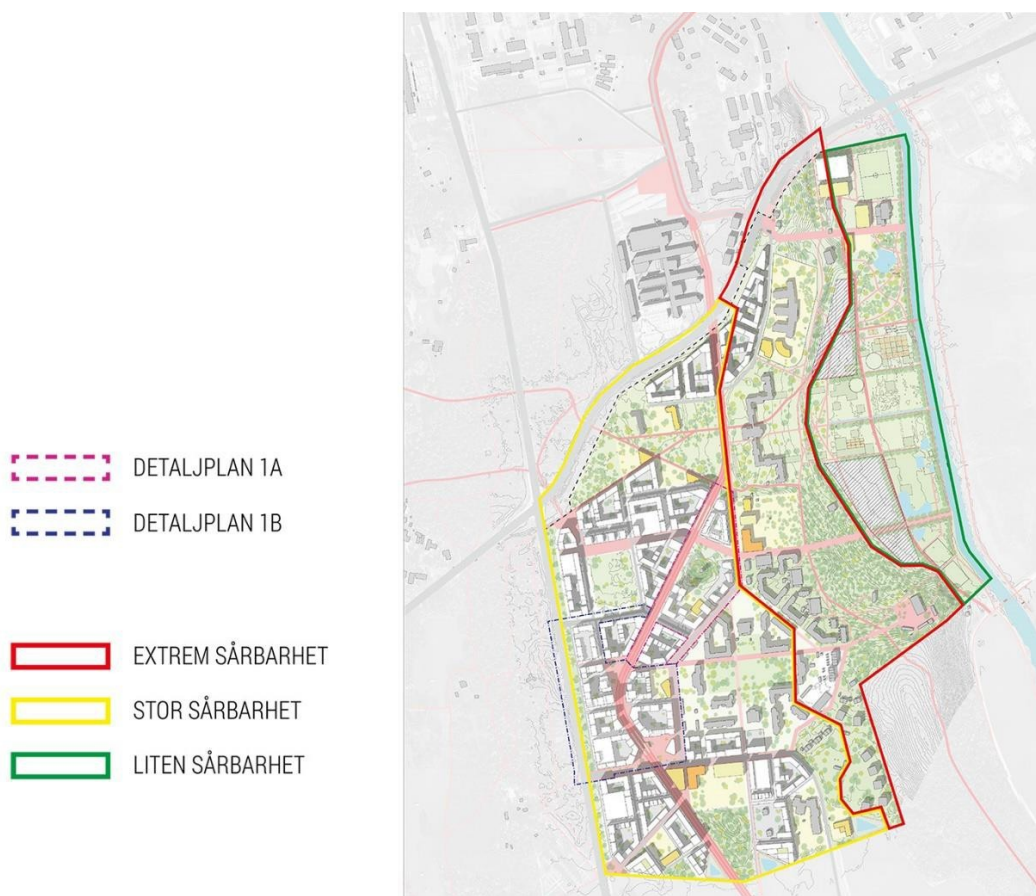 DETALJPLAN 1A
DETALJPLAN 1B
EXTREM SÅRBARHET
STOR SÅRBARHET
LITEN SÅRBARHET